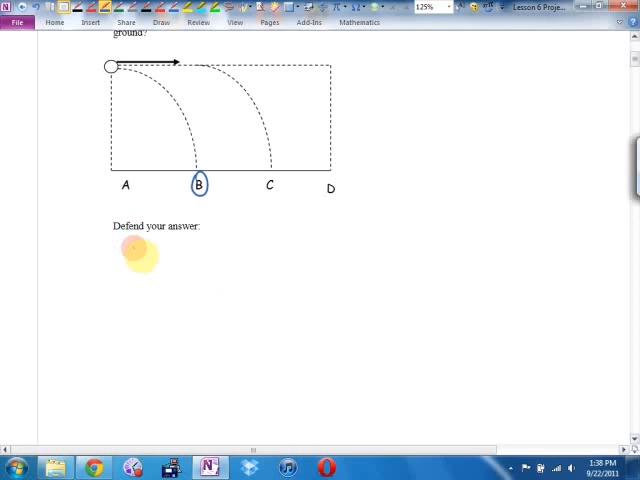 125%
Lesson 6 Proje
File
Home
Insert
Share
Draw
History
Review
View
Pages
Add-Ins
Mathematics
ground?
A
B
C
D
Defend your answer:
1:38 PM
9/22/2011